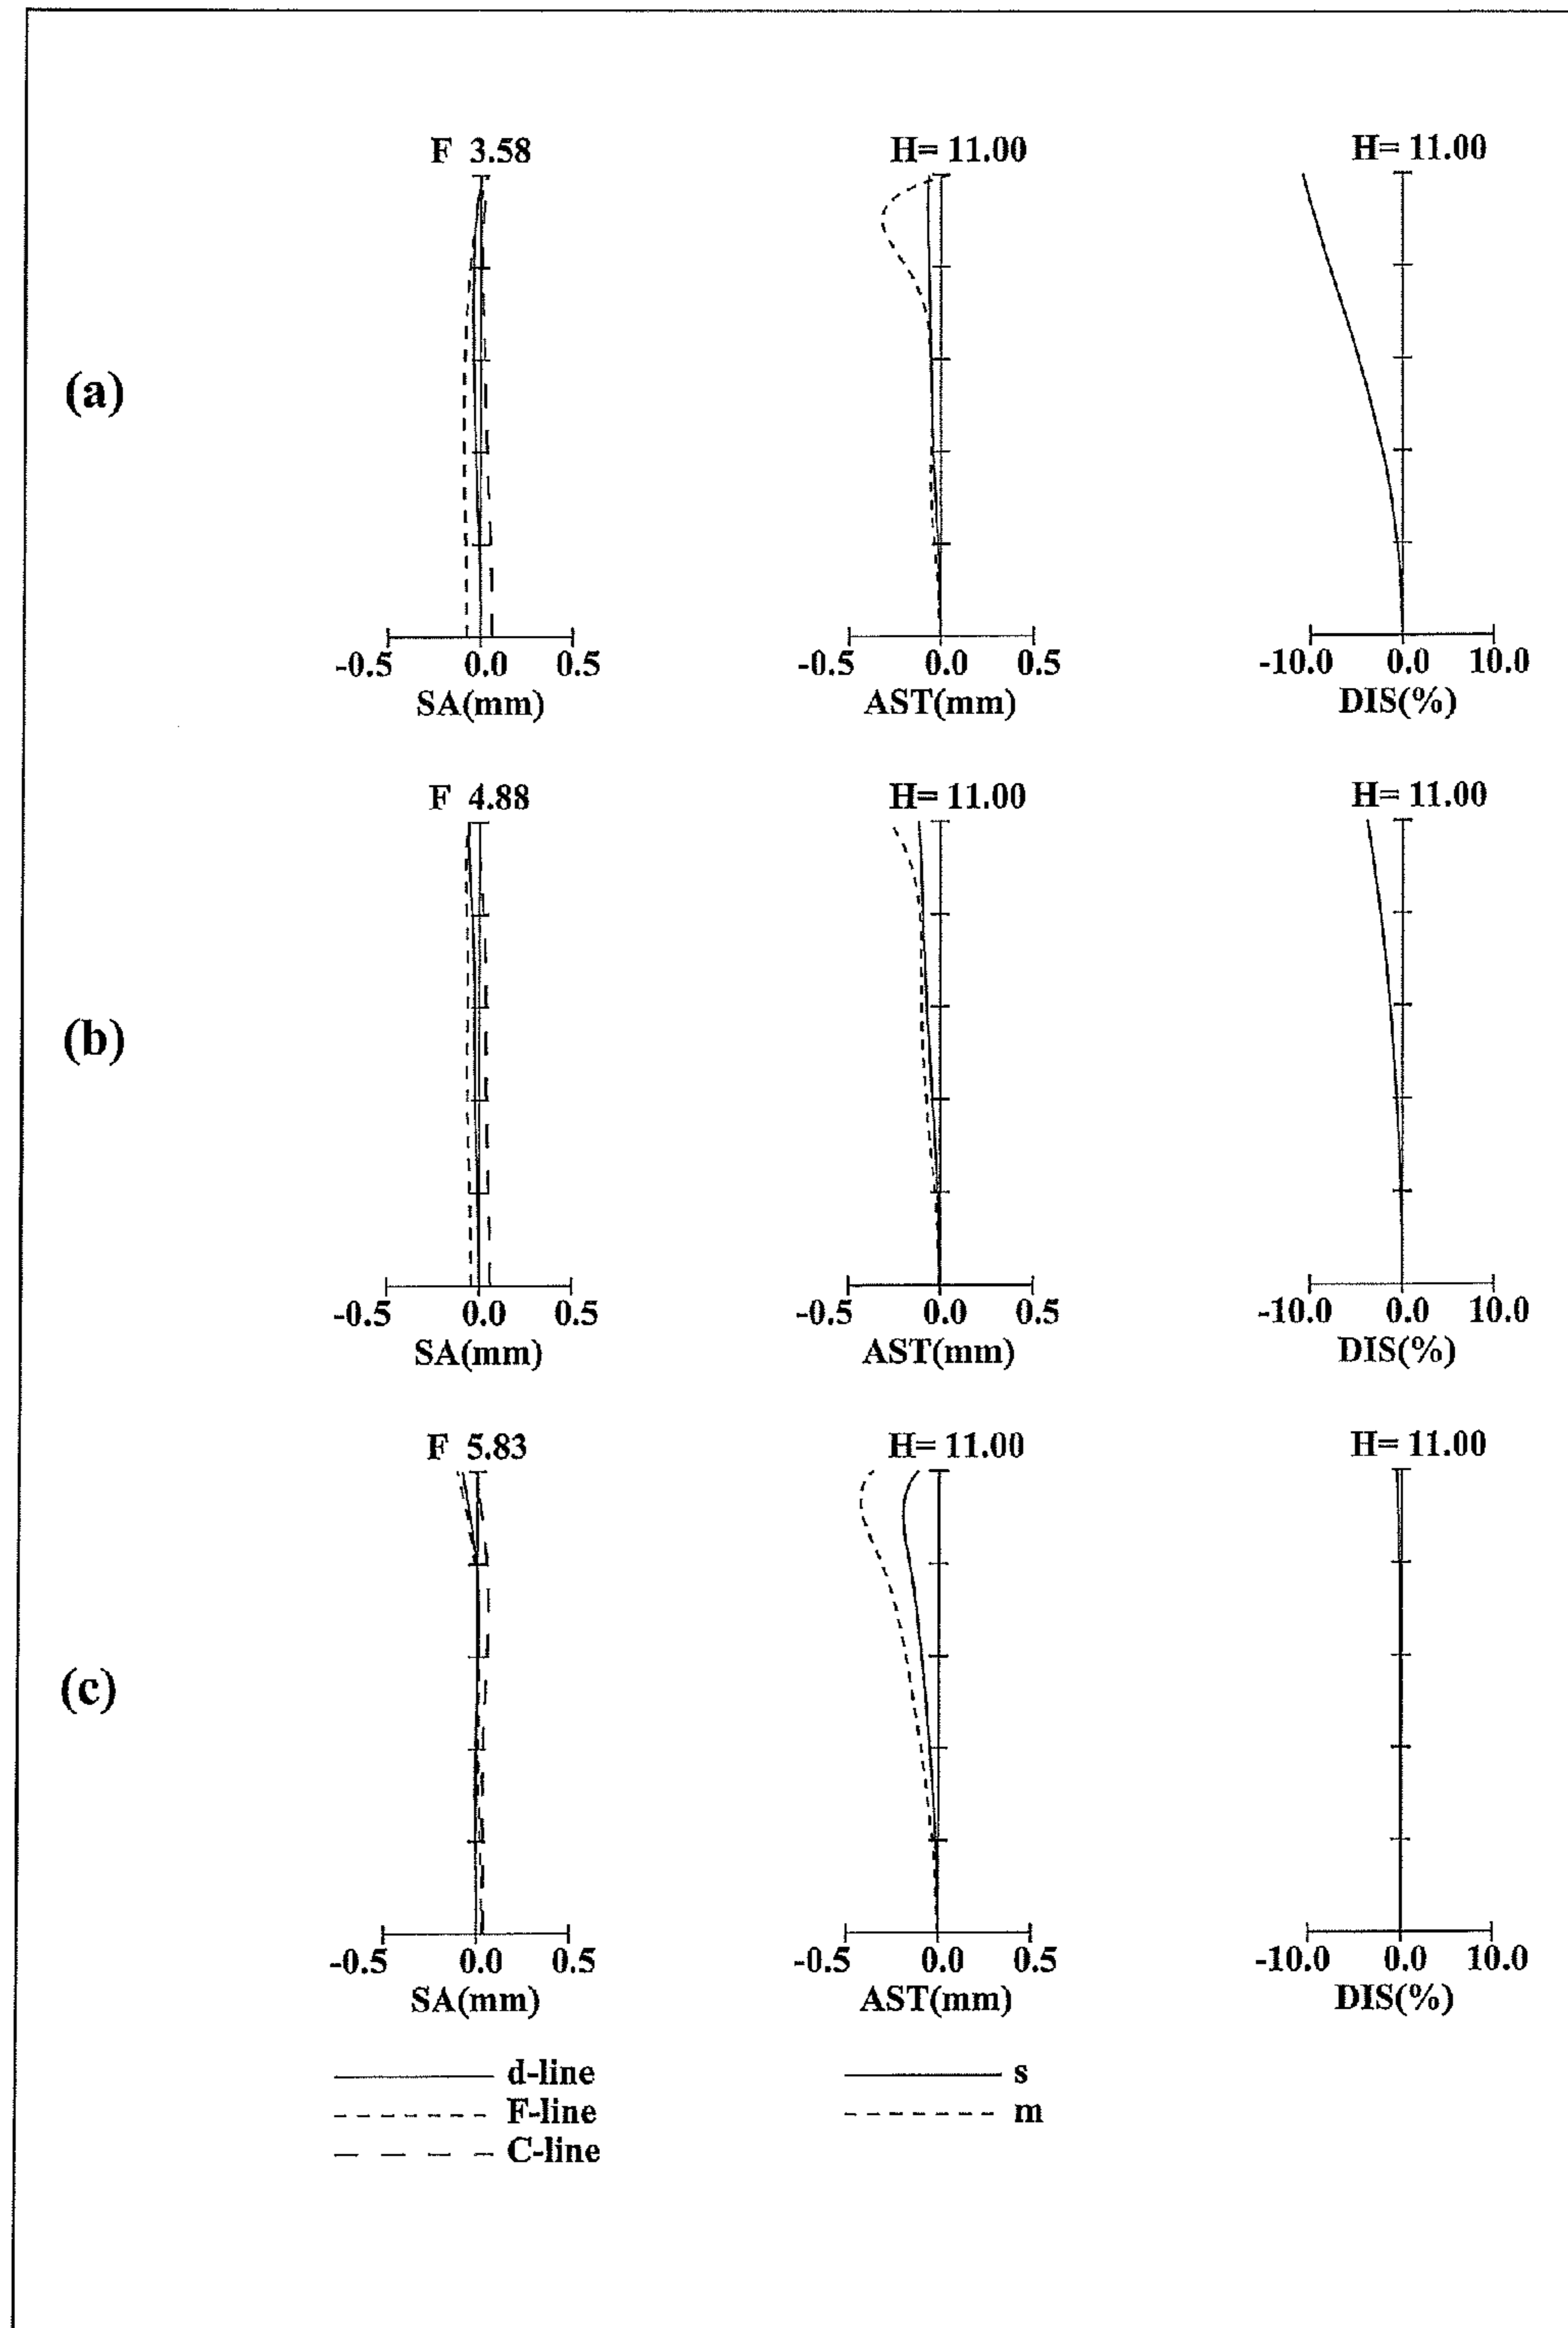 F 3.58
H= 11.00
H= 11.00
(a)
-0.5 0.0 0.5
SA(mm)
-0.5 0.0 0.5
AST(mm)
-10.0 0.0 10.0
DIS(%)
F 4.88
H= 11.00
H= 11.00
(b)
-0.5 0.0 0.5
SA(mm)
-0.5 0.0 0.5
AST(mm)
-10.0 0.0 10.0
DIS(%)
F 5.83
H= 11.00
H= 11.00
(c)
-0.5 0.0 0.5
SA(mm)
-0.5 0.0 0.5
AST(mm)
-10.0 0.0 10.0
DIS(%)
d-line
F-line
C-line
s
m